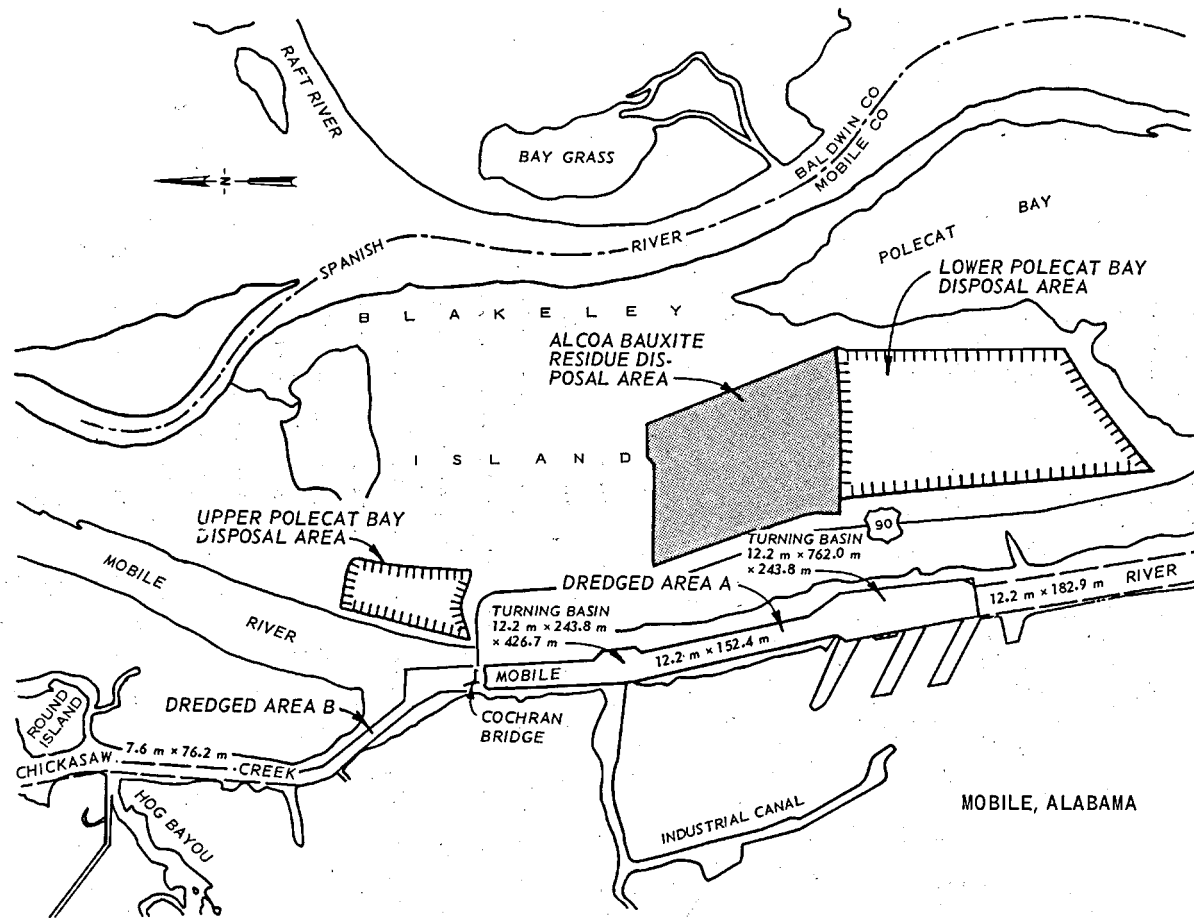 RAFT RIVER
BAY GRASS
BALDWIN CO
MOBILE CO
N
SPANISH
RIVER
POLECAT BAY
LOWER POLECAT BAY
DISPOSAL AREA
BLAKELEY
ALCOA BAUXITE
RESIDUE DIS-
POSAL AREA
ISLAND
UPPER POLECAT BAY
DISPOSAL AREA
90
TURNING BASIN
12.2 m × 762.0 m
× 243.8 m
MOBILE
RIVER
DREDGED AREA A
TURNING BASIN
12.2 m × 243.8 m
× 426.7 m
12.2 m × 182.9 m
RIVER
12.2 m × 152.4 m
MOBILE
DREDGED AREA B
COCHRAN
BRIDGE
ROUND
ISLAND
7.6 m × 76.2 m
CHICKASAW
CREEK
HOG BAYOU
INDUSTRIAL CANAL
MOBILE, ALABAMA